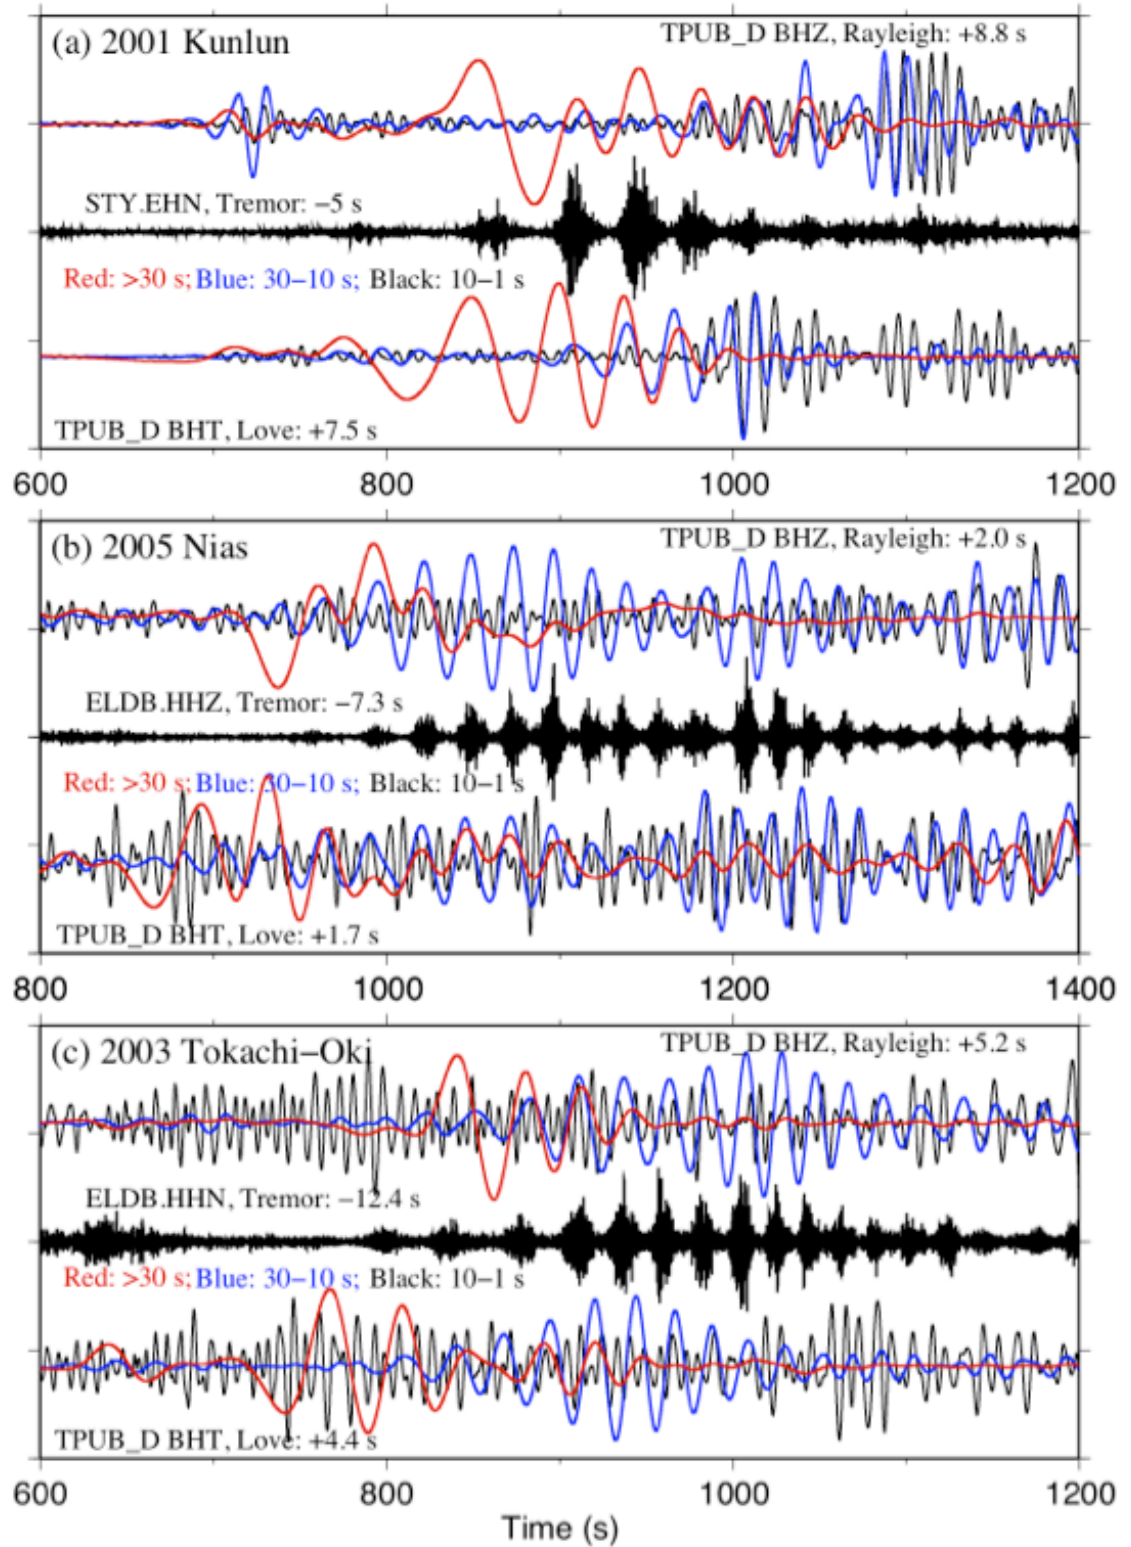 (a) 2001 Kunlun
TPUB_D BHZ, Rayleigh: +8.8 s
STY.EHN, Tremor: −5 s
Red: >30 s; Blue: 30−10 s; Black: 10−1 s
TPUB_D BHT, Love: +7.5 s
600 800 1000 1200
(b) 2005 Nias
TPUB_D BHZ, Rayleigh: +2.0 s
ELDB.HHZ, Tremor: −7.3 s
Red: >30 s; Blue: 30−10 s; Black: 10−1 s
TPUB_D BHT, Love: +1.7 s
800 1000 1200 1400
(c) 2003 Tokachi−Oki
TPUB_D BHZ, Rayleigh: +5.2 s
ELDB.HHN, Tremor: −12.4 s
Red: >30 s; Blue: 30−10 s; Black: 10−1 s
TPUB_D BHT, Love: +4.4 s
600 800 1000 1200
Time (s)